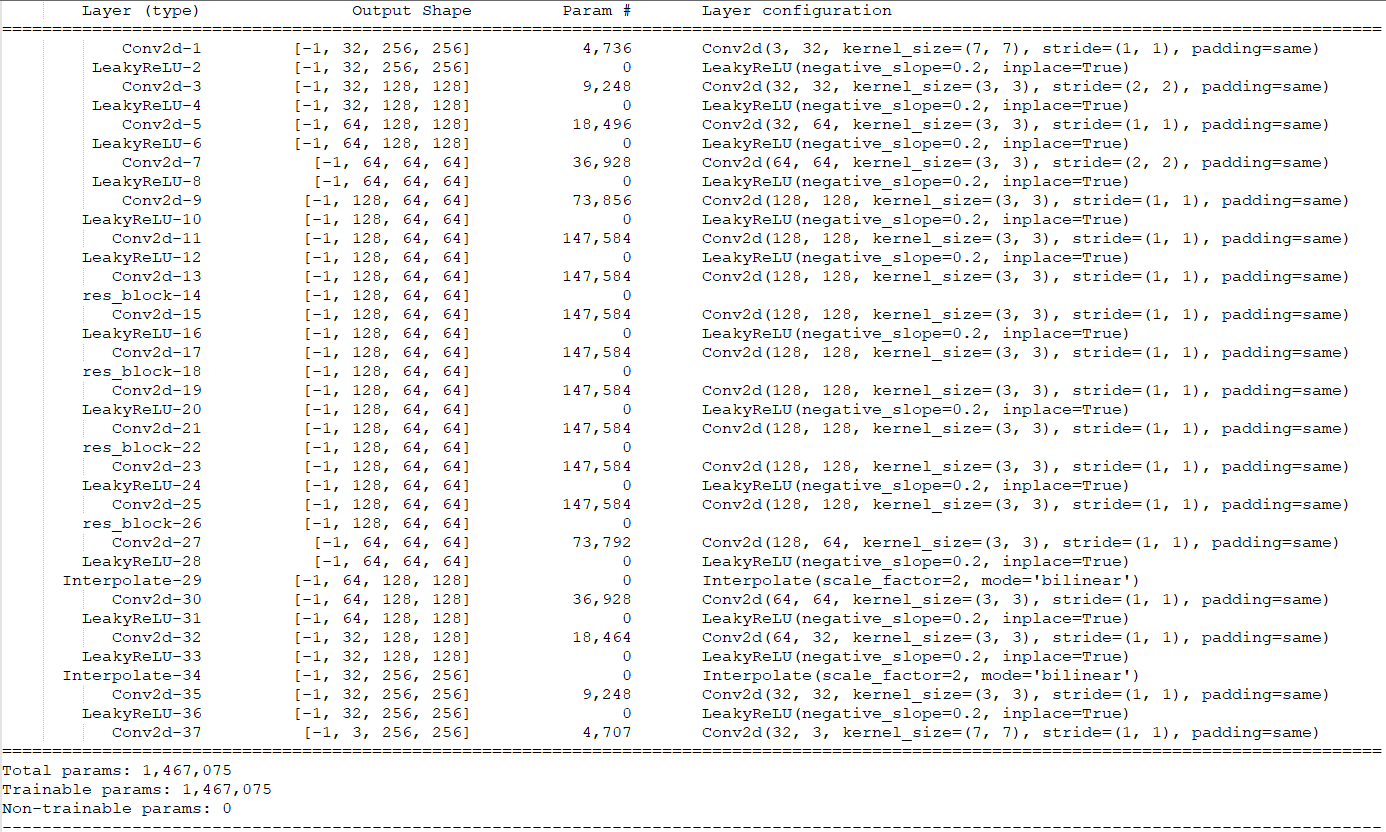 Layer (type) Output Shape Param # Layer configuration
==========================================================================================================================================
Conv2d-1 [-1, 32, 256, 256] 4,736 Conv2d(3, 32, kernel_size=(7, 7), stride=(1, 1), padding=same)
LeakyReLU-2 [-1, 32, 256, 256] 0 LeakyReLU(negative_slope=0.2, inplace=True)
Conv2d-3 [-1, 32, 128, 128] 9,248 Conv2d(32, 32, kernel_size=(3, 3), stride=(2, 2), padding=same)
LeakyReLU-4 [-1, 32, 128, 128] 0 LeakyReLU(negative_slope=0.2, inplace=True)
Conv2d-5 [-1, 64, 128, 128] 18,496 Conv2d(32, 64, kernel_size=(3, 3), stride=(1, 1), padding=same)
LeakyReLU-6 [-1, 64, 128, 128] 0 LeakyReLU(negative_slope=0.2, inplace=True)
Conv2d-7 [-1, 64, 64, 64] 36,928 Conv2d(64, 64, kernel_size=(3, 3), stride=(2, 2), padding=same)
LeakyReLU-8 [-1, 64, 64, 64] 0 LeakyReLU(negative_slope=0.2, inplace=True)
Conv2d-9 [-1, 128, 64, 64] 73,856 Conv2d(128, 128, kernel_size=(3, 3), stride=(1, 1), padding=same)
LeakyReLU-10 [-1, 128, 64, 64] 0 LeakyReLU(negative_slope=0.2, inplace=True)
Conv2d-11 [-1, 128, 64, 64] 147,584 Conv2d(128, 128, kernel_size=(3, 3), stride=(1, 1), padding=same)
LeakyReLU-12 [-1, 128, 64, 64] 0 LeakyReLU(negative_slope=0.2, inplace=True)
Conv2d-13 [-1, 128, 64, 64] 147,584 Conv2d(128, 128, kernel_size=(3, 3), stride=(1, 1), padding=same)
res_block-14 [-1, 128, 64, 64] 0
Conv2d-15 [-1, 128, 64, 64] 147,584 Conv2d(128, 128, kernel_size=(3, 3), stride=(1, 1), padding=same)
LeakyReLU-16 [-1, 128, 64, 64] 0 LeakyReLU(negative_slope=0.2, inplace=True)
Conv2d-17 [-1, 128, 64, 64] 147,584 Conv2d(128, 128, kernel_size=(3, 3), stride=(1, 1), padding=same)
res_block-18 [-1, 128, 64, 64] 0
Conv2d-19 [-1, 128, 64, 64] 147,584 Conv2d(128, 128, kernel_size=(3, 3), stride=(1, 1), padding=same)
LeakyReLU-20 [-1, 128, 64, 64] 0 LeakyReLU(negative_slope=0.2, inplace=True)
Conv2d-21 [-1, 128, 64, 64] 147,584 Conv2d(128, 128, kernel_size=(3, 3), stride=(1, 1), padding=same)
res_block-22 [-1, 128, 64, 64] 0
Conv2d-23 [-1, 128, 64, 64] 147,584 Conv2d(128, 128, kernel_size=(3, 3), stride=(1, 1), padding=same)
LeakyReLU-24 [-1, 128, 64, 64] 0 LeakyReLU(negative_slope=0.2, inplace=True)
Conv2d-25 [-1, 128, 64, 64] 147,584 Conv2d(128, 128, kernel_size=(3, 3), stride=(1, 1), padding=same)
res_block-26 [-1, 128, 64, 64] 0
Conv2d-27 [-1, 64, 64, 64] 73,792 Conv2d(128, 64, kernel_size=(3, 3), stride=(1, 1), padding=same)
LeakyReLU-28 [-1, 64, 64, 64] 0 LeakyReLU(negative_slope=0.2, inplace=True)
Interpolate-29 [-1, 64, 128, 128] 0 Interpolate(scale_factor=2, mode='bilinear')
Conv2d-30 [-1, 64, 128, 128] 36,928 Conv2d(64, 64, kernel_size=(3, 3), stride=(1, 1), padding=same)
LeakyReLU-31 [-1, 64, 128, 128] 0 LeakyReLU(negative_slope=0.2, inplace=True)
Conv2d-32 [-1, 32, 128, 128] 18,464 Conv2d(64, 32, kernel_size=(3, 3), stride=(1, 1), padding=same)
LeakyReLU-33 [-1, 32, 128, 128] 0 LeakyReLU(negative_slope=0.2, inplace=True)
Interpolate-34 [-1, 32, 256, 256] 0 Interpolate(scale_factor=2, mode='bilinear')
Conv2d-35 [-1, 32, 256, 256] 9,248 Conv2d(32, 32, kernel_size=(3, 3), stride=(1, 1), padding=same)
LeakyReLU-36 [-1, 32, 256, 256] 0 LeakyReLU(negative_slope=0.2, inplace=True)
Conv2d-37 [-1, 3, 256, 256] 4,707 Conv2d(32, 3, kernel_size=(7, 7), stride=(1, 1), padding=same)
==========================================================================================================================================
Total params: 1,467,075
Trainable params: 1,467,075
Non-trainable params: 0
------------------------------------------------------------------------------------------------------------------------------------------